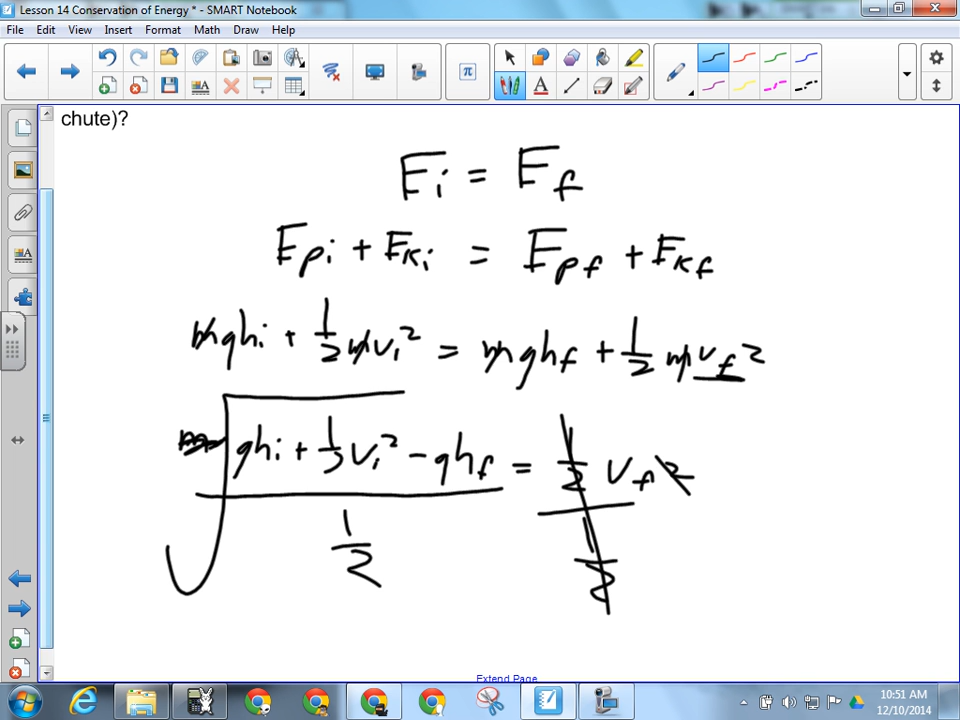 Lesson 14 Conservation of Energy * - SMART Notebook
File Edit View Insert Format Math Draw Help
chute)?
Ei = Ef
Epi + Eki = Epf + Ekf
mghi + 1/2 mvi² = mghf + 1/2 mvf²
√ghi + 1/2 vi² - ghf = 1/2 vf²
1/2 1/2
Extend Page
10:51 AM
12/10/2014